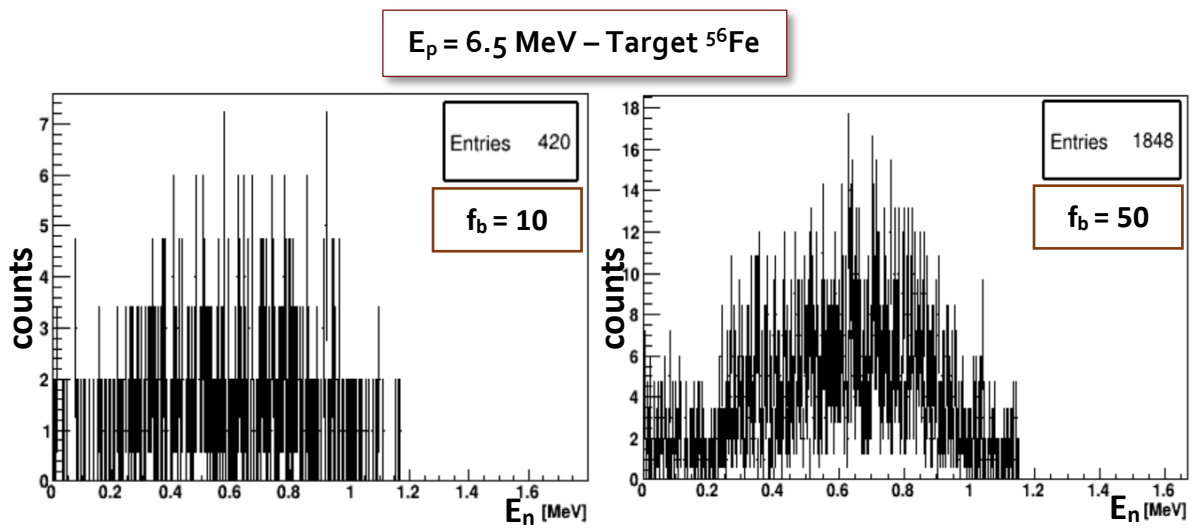 Eₚ = 6.5 MeV – Target ⁵⁶Fe
7
6
5
4
3
2
1
0
counts
Entries 420
f_b = 10
0 0.2 0.4 0.6 0.8 1 1.2 1.4 1.6
Eₙ [MeV]
18
16
14
12
10
8
6
4
2
0
counts
Entries 1848
f_b = 50
0 0.2 0.4 0.6 0.8 1 1.2 1.4 1.6
Eₙ [MeV]